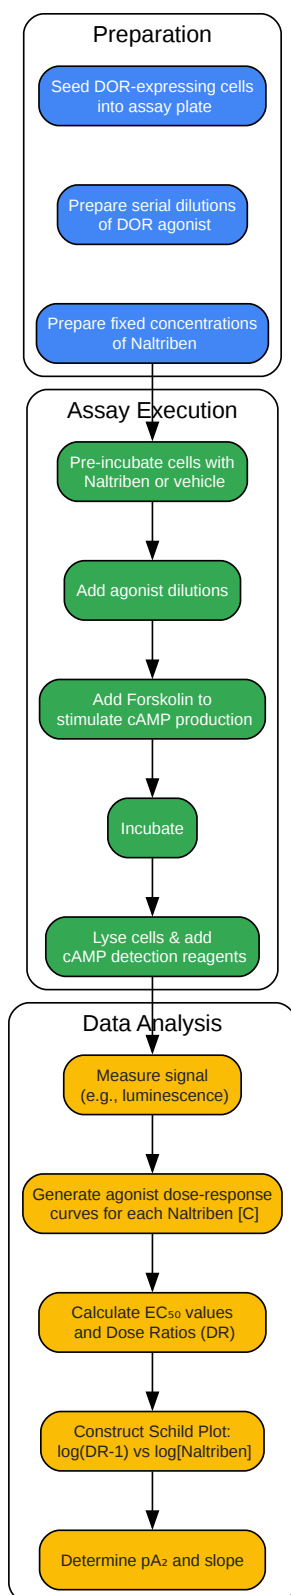 Preparation
Seed DOR-expressing cells
into assay plate
Prepare serial dilutions
of DOR agonist
Prepare fixed concentrations
of Naltriben
Assay Execution
Pre-incubate cells with
Naltriben or vehicle
Add agonist dilutions
Add Forskolin to
stimulate cAMP production
Incubate
Lyse cells & add
cAMP detection reagents
Data Analysis
Measure signal
(e.g., luminescence)
Generate agonist dose-response
curves for each Naltriben [C]
Calculate EC₅₀ values
and Dose Ratios (DR)
Construct Schild Plot:
log(DR-1) vs log[Naltriben]
Determine pA₂ and slope